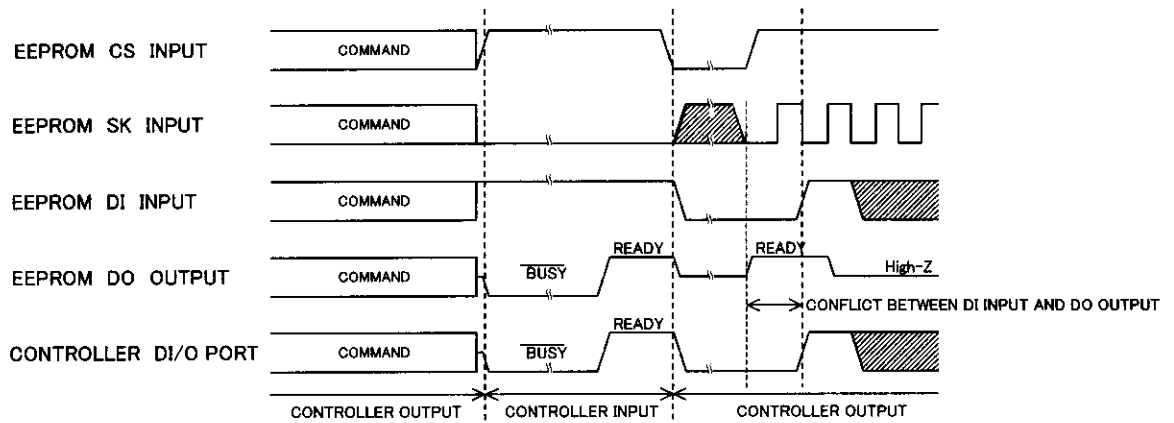 EEPROM CS INPUT
COMMAND
EEPROM SK INPUT
COMMAND
EEPROM DI INPUT
COMMAND
EEPROM DO OUTPUT
COMMAND
BUSY
READY
READY
High-Z
CONFLICT BETWEEN DI INPUT AND DO OUTPUT
CONTROLLER DI/O PORT
COMMAND
BUSY
READY
CONTROLLER OUTPUT
CONTROLLER INPUT
CONTROLLER OUTPUT